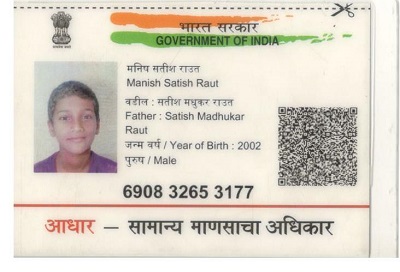 भारत सरकार
GOVERNMENT OF INDIA
मनिष सतीश राउत
Manish Satish Raut
वडील : सतीश मधुकर राउत
Father : Satish Madhukar
Raut
जन्म वर्ष / Year of Birth : 2002
पुरुष / Male
6908 3265 3177
आधार — सामान्य माणसाचा अधिकार